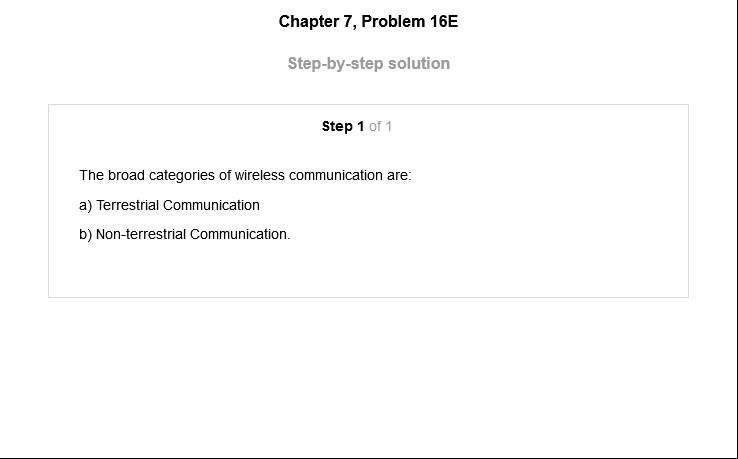 Chapter 7, Problem 16E
Step-by-step solution
Step 1 of 1
The broad categories of wireless communication are:
a) Terrestrial Communication
b) Non-terrestrial Communication.